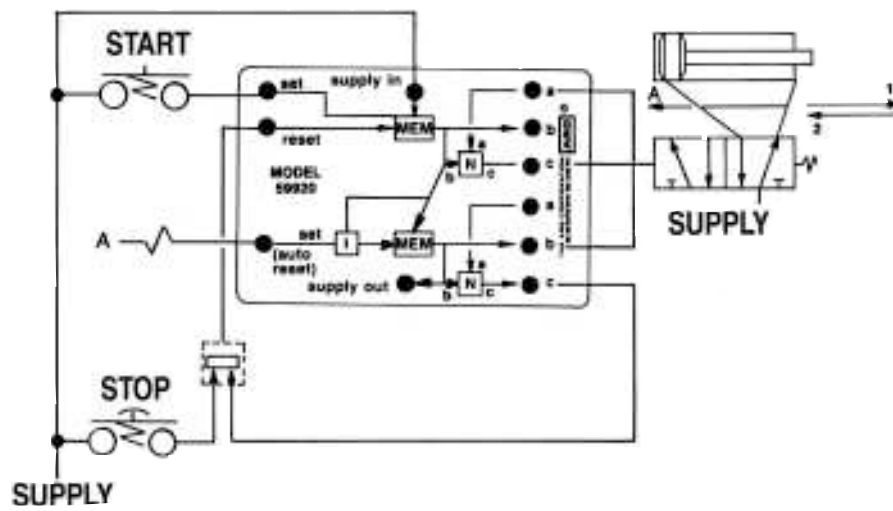 START
set
supply in
a
MEM
b
reset
a
b
N
c
c
MODEL
59920
a
A
set
I
MEM
b
(auto
reset)
a
supply out
b
N
c
c
STOP
SUPPLY
A
1
2
SUPPLY